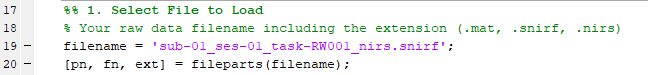 17 %% 1. Select File to Load
18 % Your raw data filename including the extension (.mat, .snirf, .nirs)
19 - filename = 'sub-01_ses-01_task-RW001_nirs.snirf';
20 - [pn, fn, ext] = fileparts(filename);